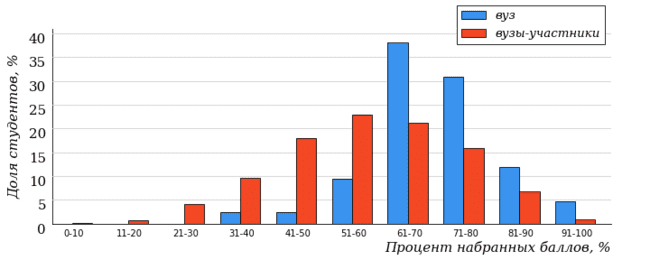 вуз
вузы-участники
Доля студентов, %
40
35
30
25
20
15
10
5
0
0-10 11-20 21-30 31-40 41-50 51-60 61-70 71-80 81-90 91-100
Процент набранных баллов, %